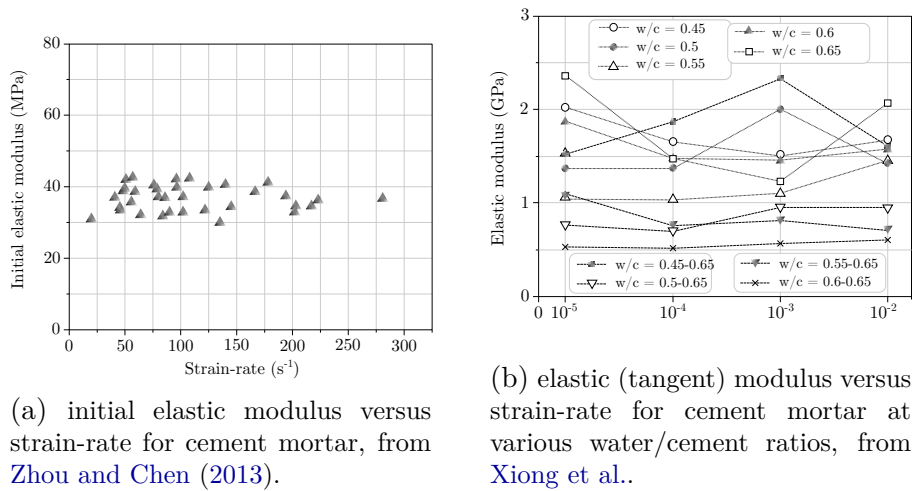 80
60
40
20
0
0
50
100
150
200
250
300
Initial elastic modulus (MPa)
Strain-rate (s-1)
(a) initial elastic modulus versus
strain-rate for cement mortar, from
Zhou and Chen (2013).
3
2
1
0
0
10-5
10-4
10-3
10-2
Elastic modulus (GPa)
w/c = 0.45
w/c = 0.5
w/c = 0.55
w/c = 0.6
w/c = 0.65
w/c = 0.45-0.65
w/c = 0.5-0.65
w/c = 0.55-0.65
w/c = 0.6-0.65
(b) elastic (tangent) modulus versus
strain-rate for cement mortar at
various water/cement ratios, from
Xiong et al..